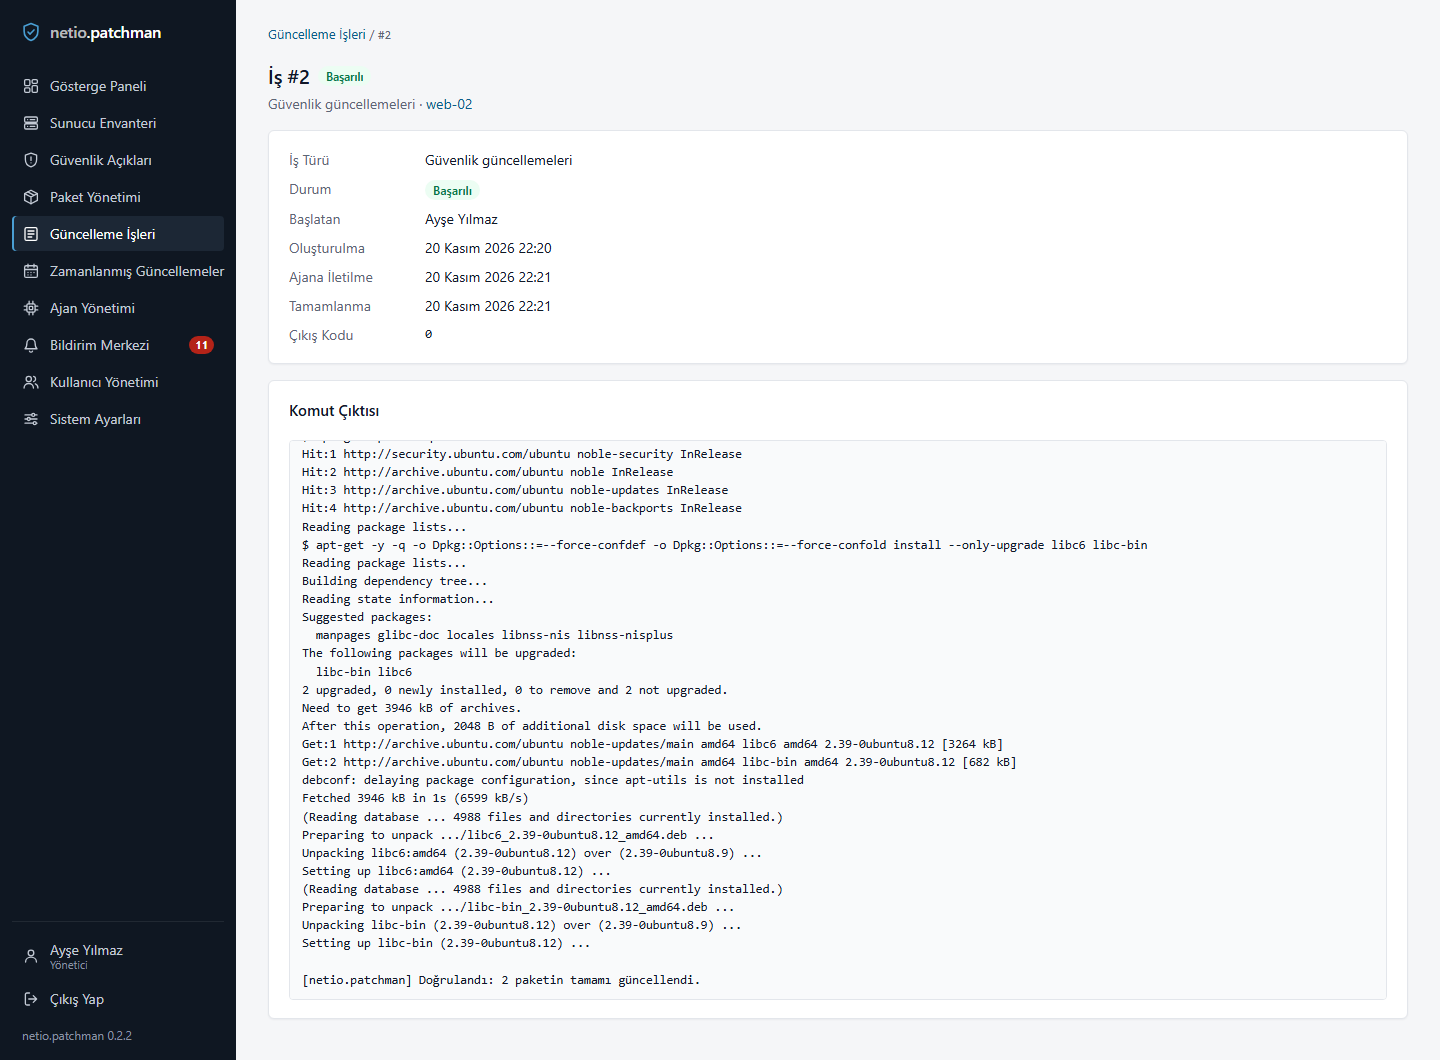 netio.patchman
Gösterge Paneli
Sunucu Envanteri
Güvenlik Açıkları
Paket Yönetimi
Güncelleme İşleri
Zamanlanmış Güncellemeler
Ajan Yönetimi
Bildirim Merkezi 11
Kullanıcı Yönetimi
Sistem Ayarları
Ayşe Yılmaz
Yönetici
Çıkış Yap
netio.patchman 0.2.2
Güncelleme İşleri / #2
İş #2 Başarılı
Güvenlik güncellemeleri · web-02
İş Türü Güvenlik güncellemeleri
Durum Başarılı
Başlatan Ayşe Yılmaz
Oluşturulma 20 Kasım 2026 22:20
Ajana İletilme 20 Kasım 2026 22:21
Tamamlanma 20 Kasım 2026 22:21
Çıkış Kodu 0
Komut Çıktısı
Hit:1 http://security.ubuntu.com/ubuntu noble-security InRelease
Hit:2 http://archive.ubuntu.com/ubuntu noble InRelease
Hit:3 http://archive.ubuntu.com/ubuntu noble-updates InRelease
Hit:4 http://archive.ubuntu.com/ubuntu noble-backports InRelease
Reading package lists...
$ apt-get -y -q -o Dpkg::Options::=--force-confdef -o Dpkg::Options::=--force-confold install --only-upgrade libc6 libc-bin
Reading package lists...
Building dependency tree...
Reading state information...
Suggested packages:
  manpages glibc-doc locales libnss-nis libnss-nisplus
The following packages will be upgraded:
  libc-bin libc6
2 upgraded, 0 newly installed, 0 to remove and 2 not upgraded.
Need to get 3946 kB of archives.
After this operation, 2048 B of additional disk space will be used.
Get:1 http://archive.ubuntu.com/ubuntu noble-updates/main amd64 libc6 amd64 2.39-0ubuntu8.12 [3264 kB]
Get:2 http://archive.ubuntu.com/ubuntu noble-updates/main amd64 libc-bin amd64 2.39-0ubuntu8.12 [682 kB]
debconf: delaying package configuration, since apt-utils is not installed
Fetched 3946 kB in 1s (6599 kB/s)
(Reading database ... 4988 files and directories currently installed.)
Preparing to unpack .../libc6_2.39-0ubuntu8.12_amd64.deb ...
Unpacking libc6:amd64 (2.39-0ubuntu8.12) over (2.39-0ubuntu8.9) ...
Setting up libc6:amd64 (2.39-0ubuntu8.12) ...
(Reading database ... 4988 files and directories currently installed.)
Preparing to unpack .../libc-bin_2.39-0ubuntu8.12_amd64.deb ...
Unpacking libc-bin (2.39-0ubuntu8.12) over (2.39-0ubuntu8.9) ...
Setting up libc-bin (2.39-0ubuntu8.12) ...
[netio.patchman] Doğrulandı: 2 paketin tamamı güncellendi.